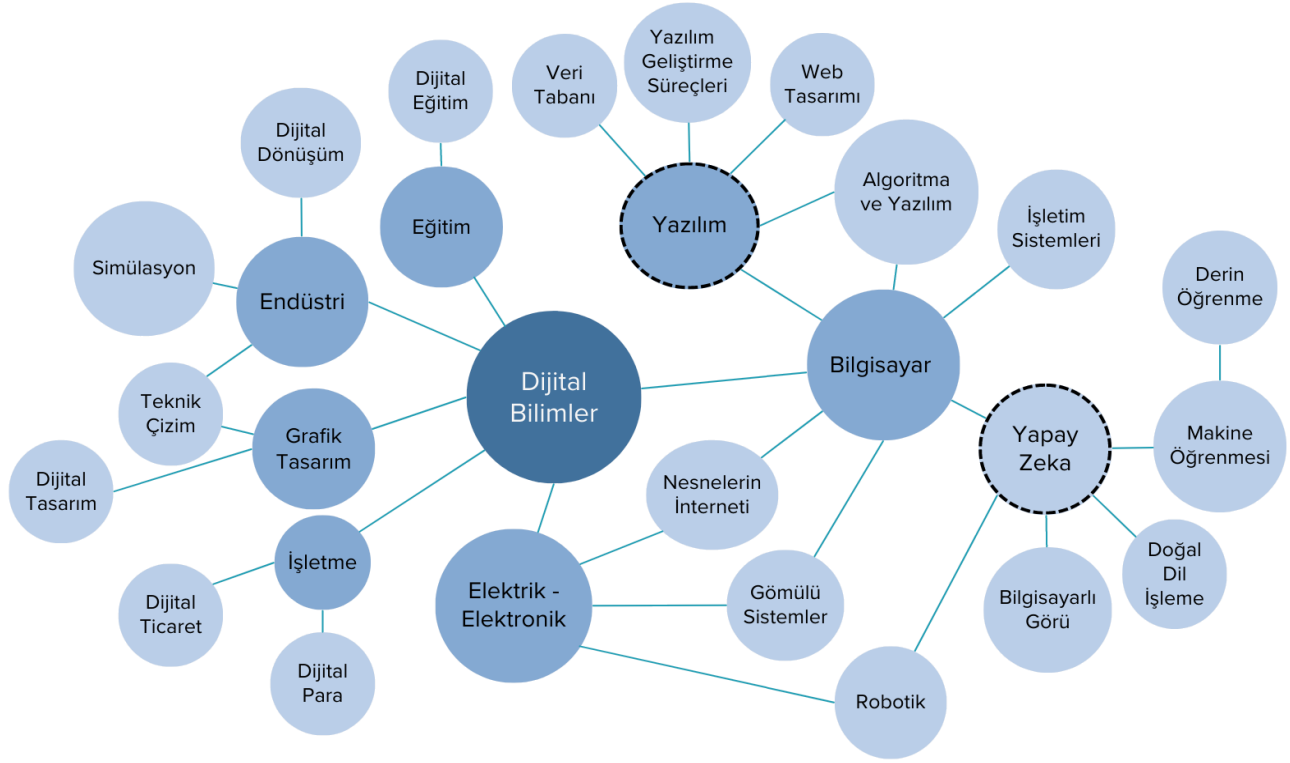 Yazılım
Geliştirme
Süreçleri
Veri
Tabanı
Web
Tasarımı
Dijital
Eğitim
Dijital
Dönüşüm
Algoritma
ve Yazılım
İşletim
Sistemleri
Eğitim
Yazılım
Simülasyon
Endüstri
Derin
Öğrenme
Bilgisayar
Dijital
Bilimler
Teknik
Çizim
Grafik
Tasarım
Yapay
Zeka
Makine
Öğrenmesi
Dijital
Tasarım
Nesnelerin
İnterneti
İşletme
Doğal
Dil
İşleme
Elektrik -
Elektronik
Gömülü
Sistemler
Bilgisayarlı
Görü
Dijital
Ticaret
Dijital
Para
Robotik